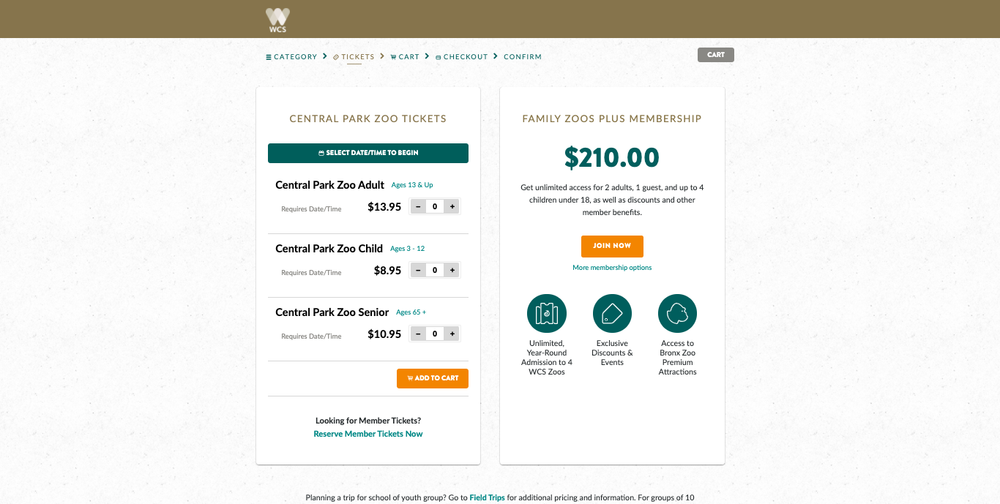 WCS
CATEGORY
TICKETS
CART
CHECKOUT
CONFIRM
CART
CENTRAL PARK ZOO TICKETS
SELECT DATE/TIME TO BEGIN
Central Park Zoo Adult Ages 13 & Up
Requires Date/Time $13.95 - 0 +
Central Park Zoo Child Ages 3 - 12
Requires Date/Time $8.95 - 0 +
Central Park Zoo Senior Ages 65 +
Requires Date/Time $10.95 - 0 +
ADD TO CART
Looking for Member Tickets?
Reserve Member Tickets Now
FAMILY ZOOS PLUS MEMBERSHIP
$210.00
Get unlimited access for 2 adults, 1 guest, and up to 4
children under 18, as well as discounts and other
member benefits.
JOIN NOW
More membership options
Unlimited,
Year-Round
Admission to 4
WCS Zoos
Exclusive
Discounts &
Events
Access to
Bronx Zoo
Premium
Attractions
Planning a trip for school of youth group? Go to Field Trips for additional pricing and information. For groups of 10